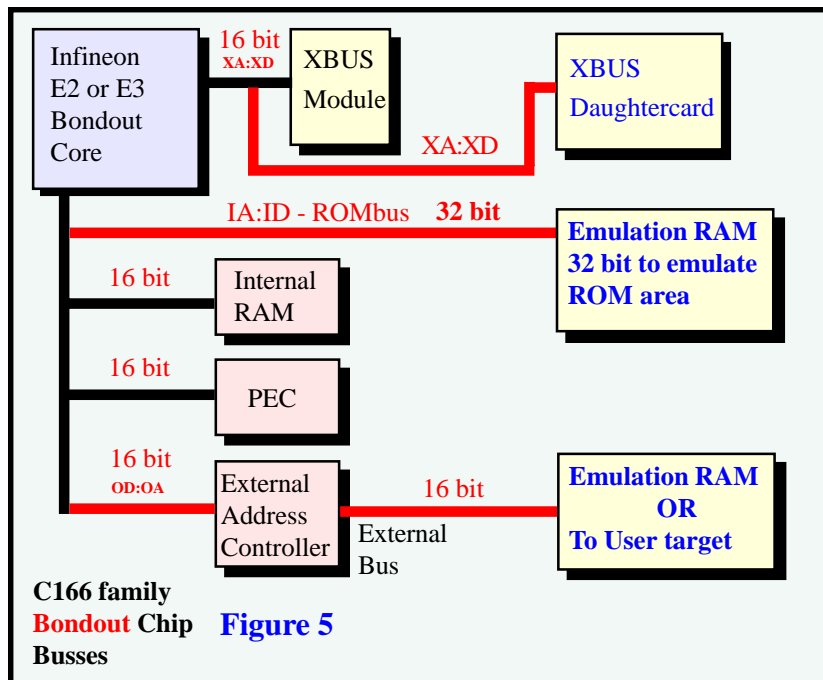 Infineon
E2 or E3
Bondout
Core
16 bit
XA:XD
XBUS
Module
XBUS
Daughtercard
XA:XD
IA:ID - ROMbus 32 bit
Emulation RAM
32 bit to emulate
ROM area
16 bit
Internal
RAM
16 bit
PEC
16 bit
OD:OA
External
Address
Controller
16 bit
External
Bus
Emulation RAM
OR
To User target
C166 family
Bondout Chip
Busses
Figure 5